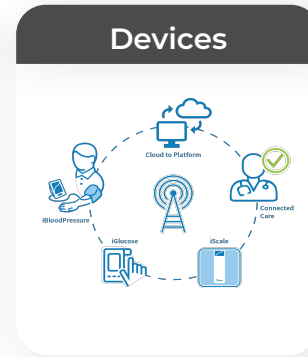 Devices
Cloud to Platform
iBloodPressure
Connected
Care
iGlucose
iScale